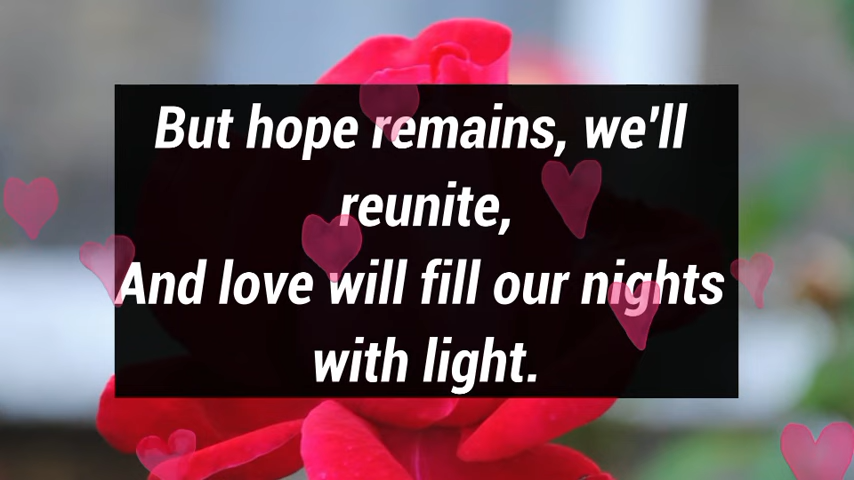 But hope remains, we'll
reunite,
And love will fill our nights
with light.